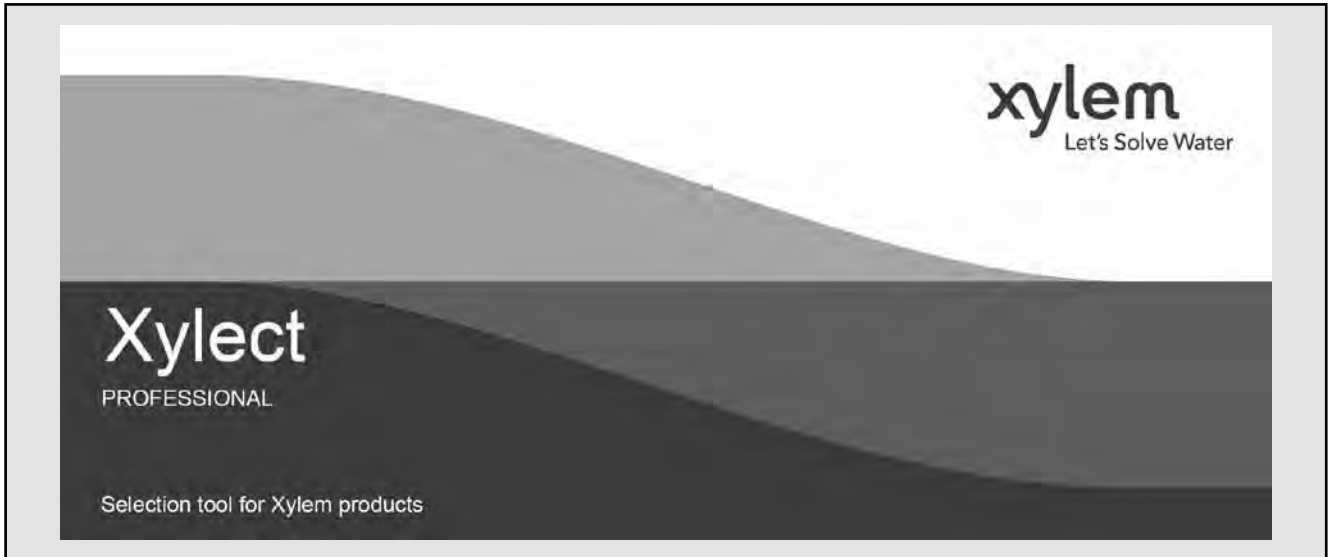 xylem
Let's Solve Water
Xylect
PROFESSIONAL
Selection tool for Xylem products